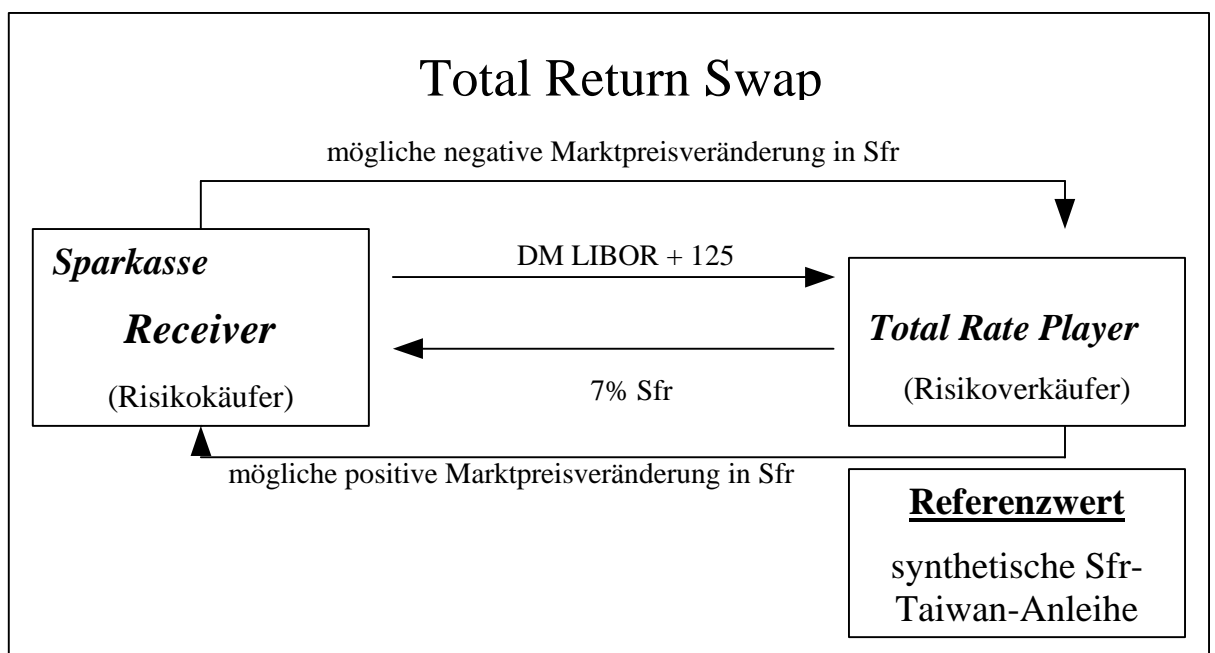 Total Return Swap
mögliche negative Marktpreisveränderung in Sfr
Sparkasse
Receiver
(Risikokäufer)
DM LIBOR + 125
7% Sfr
Total Rate Player
(Risikoverkäufer)
mögliche positive Marktpreisveränderung in Sfr
Referenzwert
synthetische Sfr-
Taiwan-Anleihe